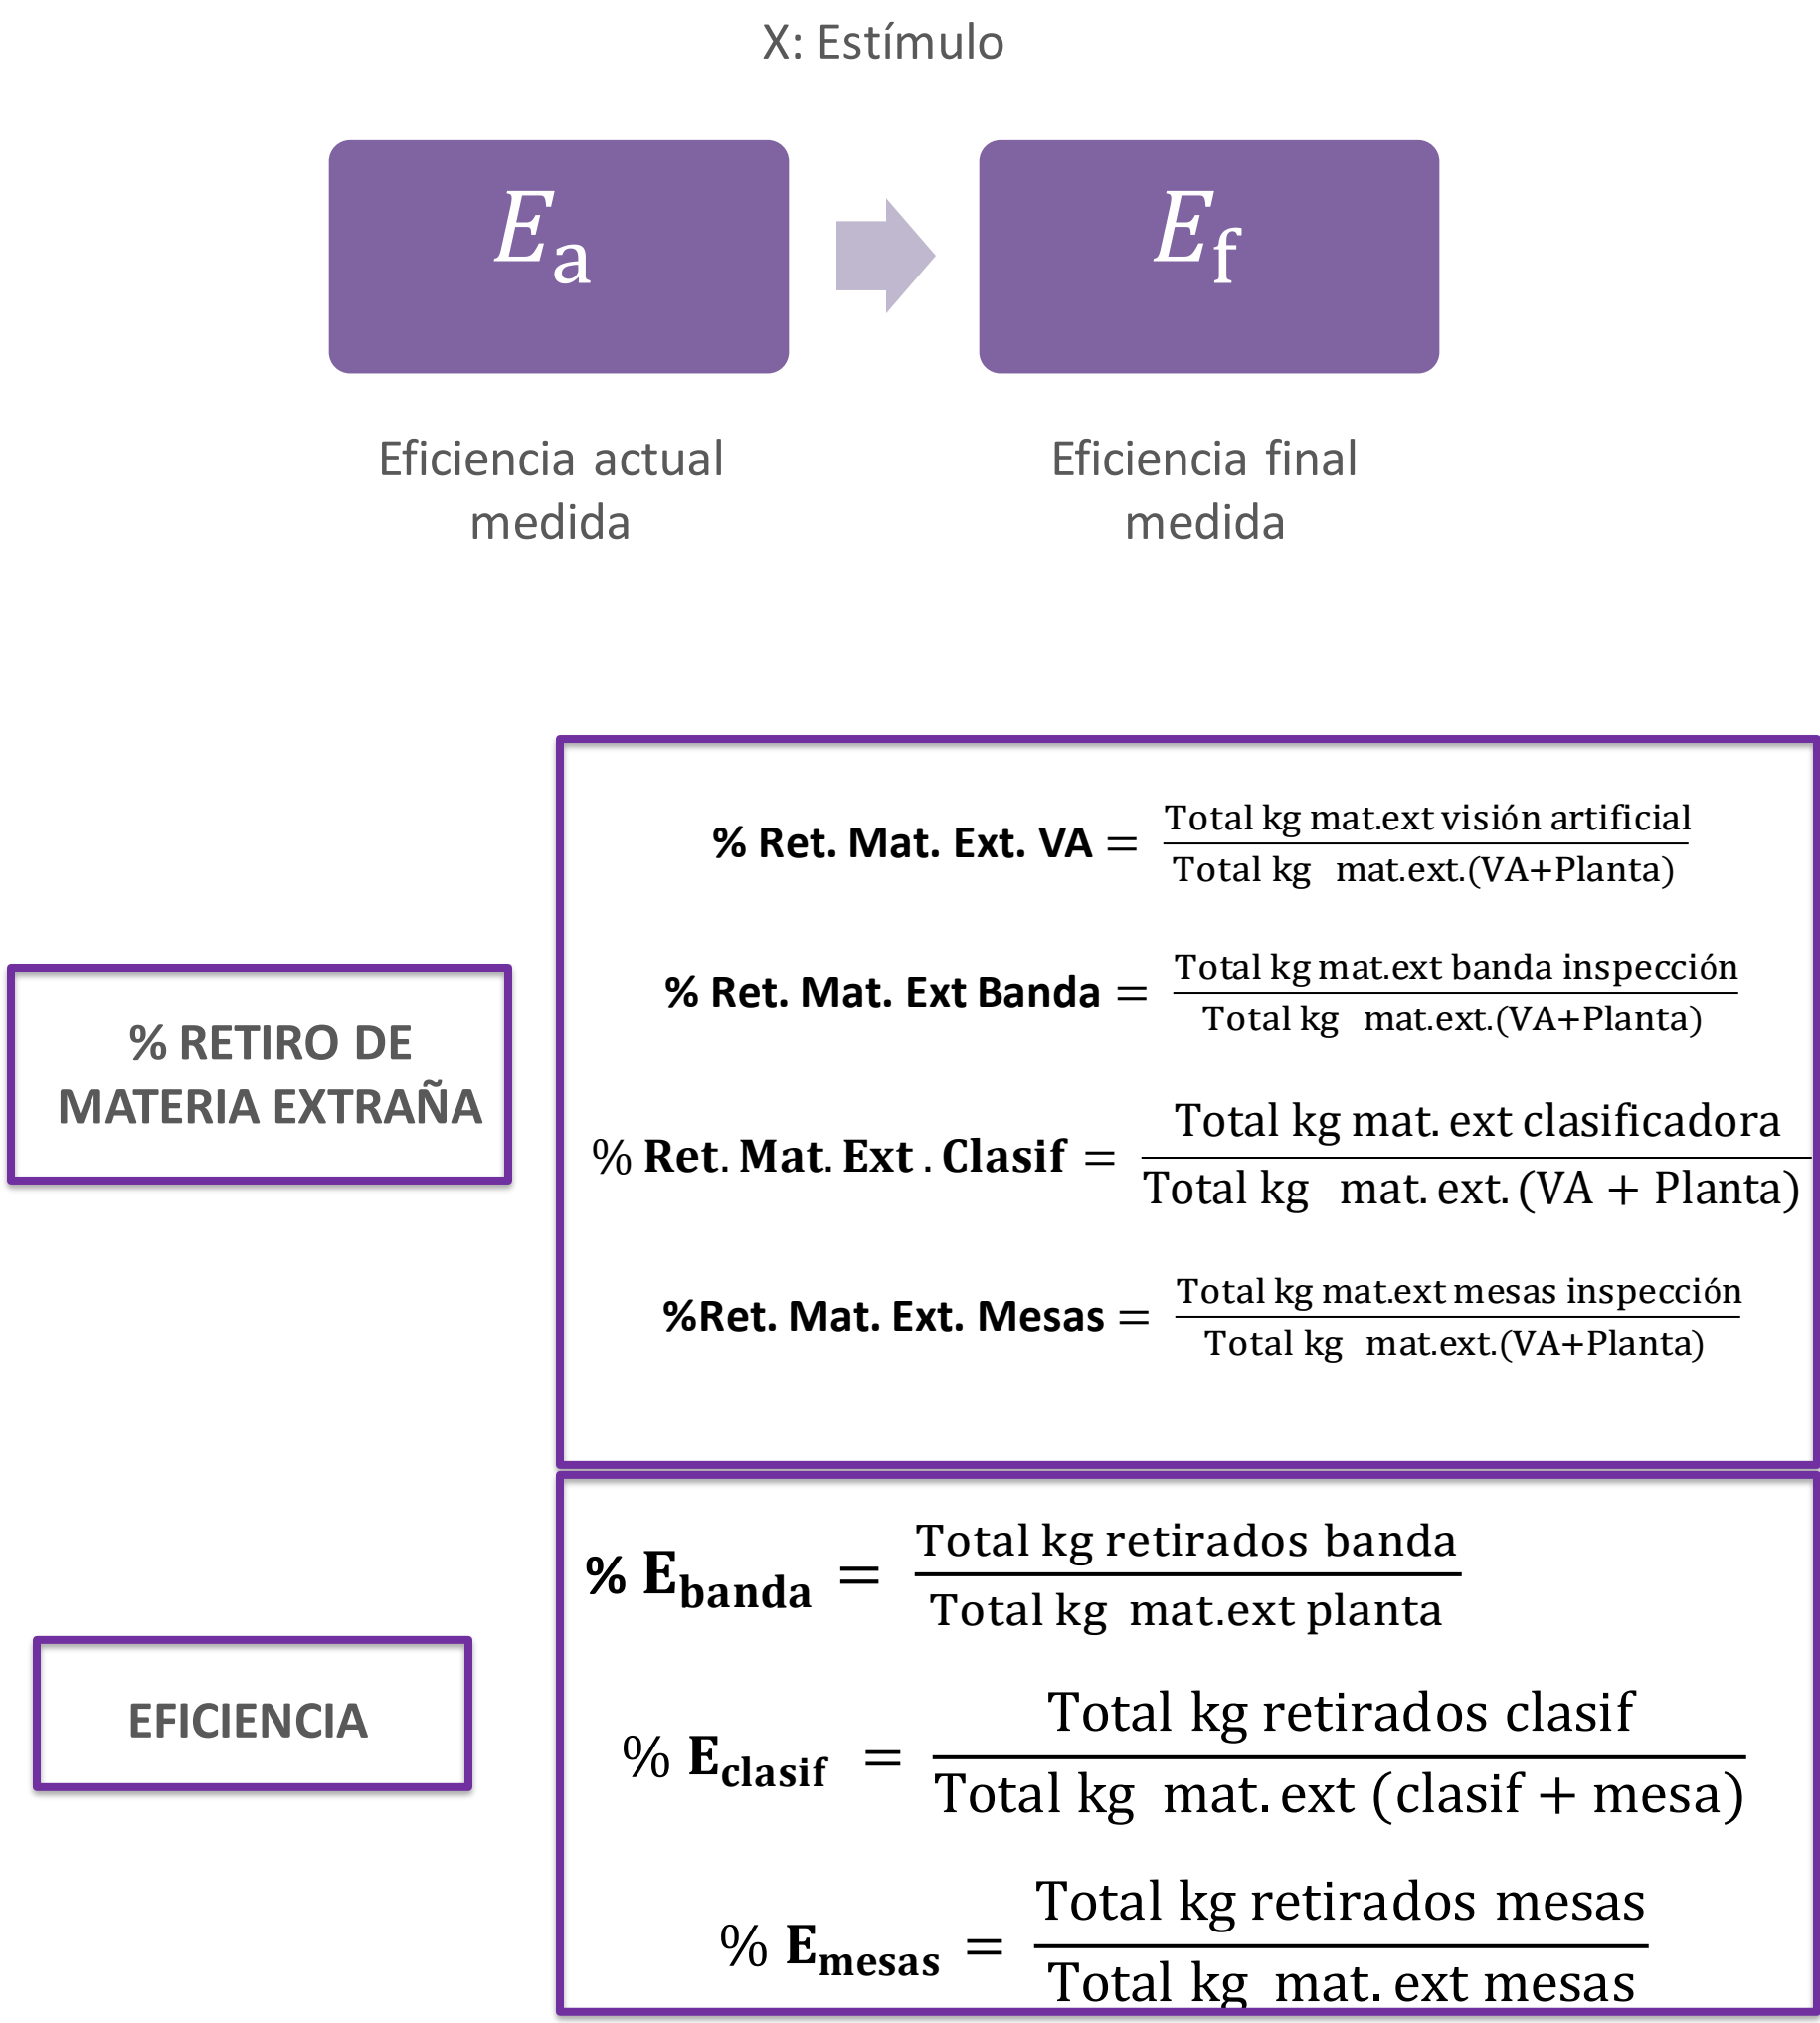 X: Estímulo
E_a
E_f
Eficiencia actual
medida
Eficiencia final
medida
% Ret. Mat. Ext. VA = Total kg mat.ext visión artificial
Total kg mat.ext.(VA+Planta)
% Ret. Mat. Ext Banda = Total kg mat.ext banda inspección
Total kg mat.ext.(VA+Planta)
% RETIRO DE
MATERIA EXTRAÑA
% Ret. Mat. Ext . Clasif = Total kg mat. ext clasificadora
Total kg mat. ext. (VA + Planta)
%Ret. Mat. Ext. Mesas = Total kg mat.ext mesas inspección
Total kg mat.ext.(VA+Planta)
% E_banda = Total kg retirados banda
Total kg mat.ext planta
EFICIENCIA
% E_clasif = Total kg retirados clasif
Total kg mat. ext (clasif + mesa)
% E_mesas = Total kg retirados mesas
Total kg mat. ext mesas